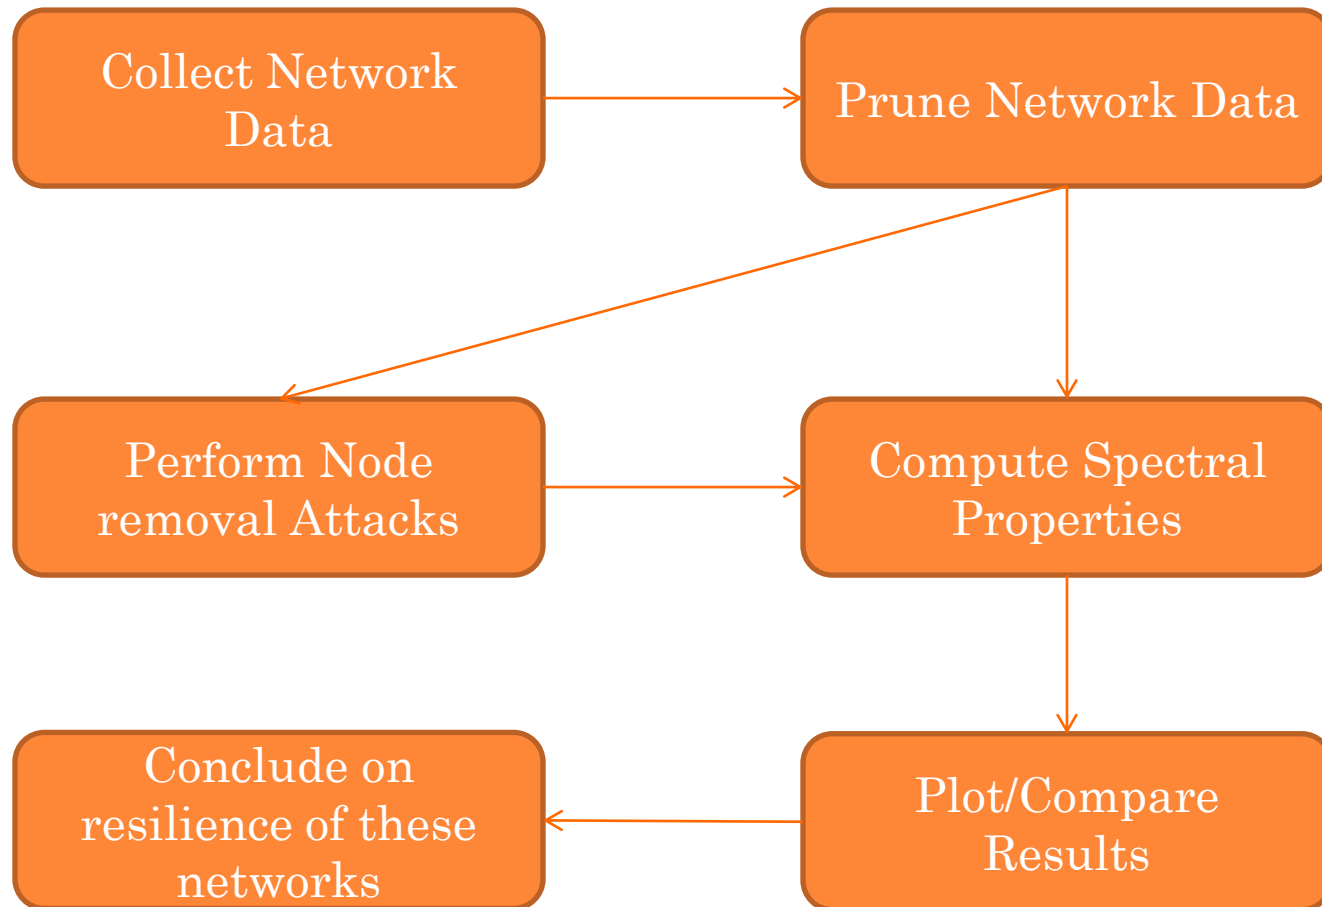 Collect Network
Data
Prune Network Data
Perform Node
removal Attacks
Compute Spectral
Properties
Conclude on
resilience of these
networks
Plot/Compare
Results